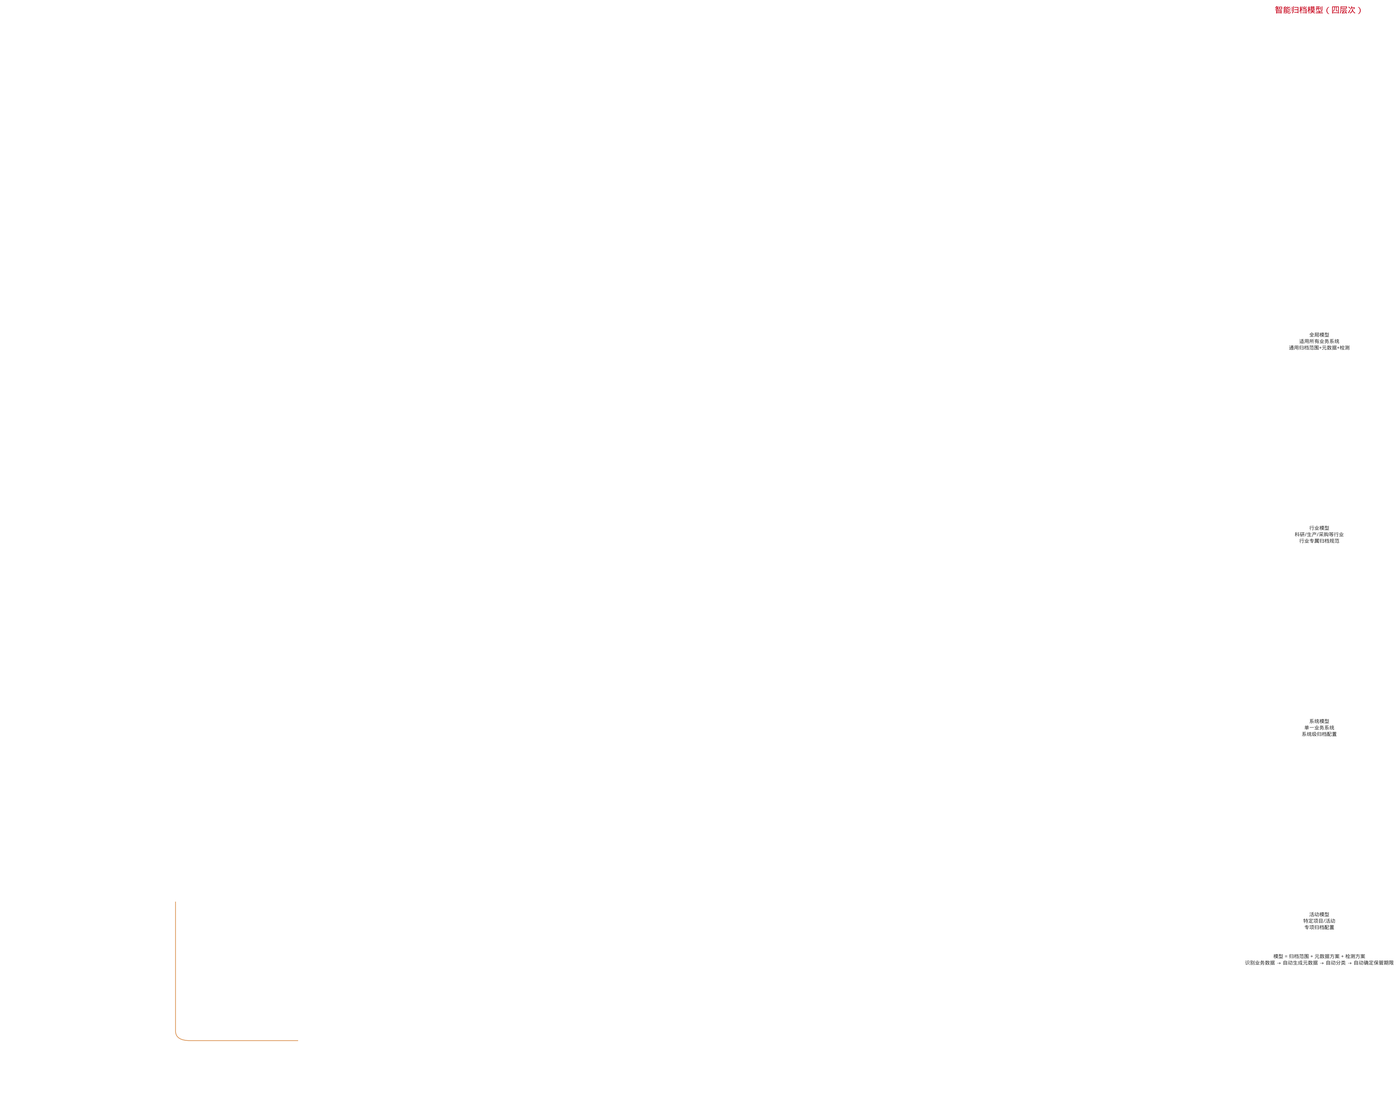 智能归档模型（四层次）
全局模型
适用所有业务系统
通用归档范围+元数据+检测
行业模型
科研/生产/采购等行业
行业专属归档规范
系统模型
单一业务系统
系统级归档配置
活动模型
特定项目/活动
专项归档配置
模型 = 归档范围 + 元数据方案 + 检测方案
识别业务数据 → 自动生成元数据 → 自动分类 → 自动确定保管期限